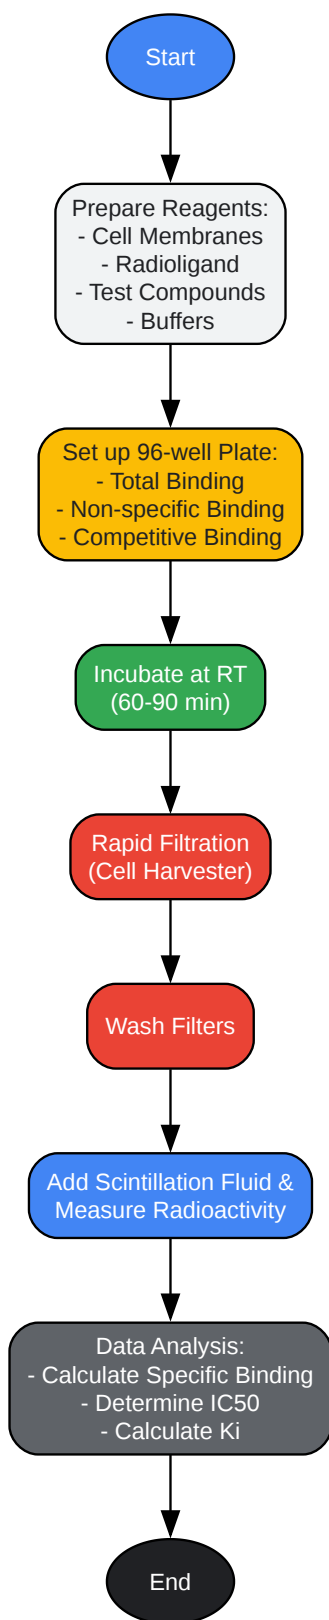 Start
Prepare Reagents:
- Cell Membranes
- Radioligand
- Test Compounds
- Buffers
Set up 96-well Plate:
- Total Binding
- Non-specific Binding
- Competitive Binding
Incubate at RT
(60-90 min)
Rapid Filtration
(Cell Harvester)
Wash Filters
Add Scintillation Fluid &
Measure Radioactivity
Data Analysis:
- Calculate Specific Binding
- Determine IC50
- Calculate Ki
End